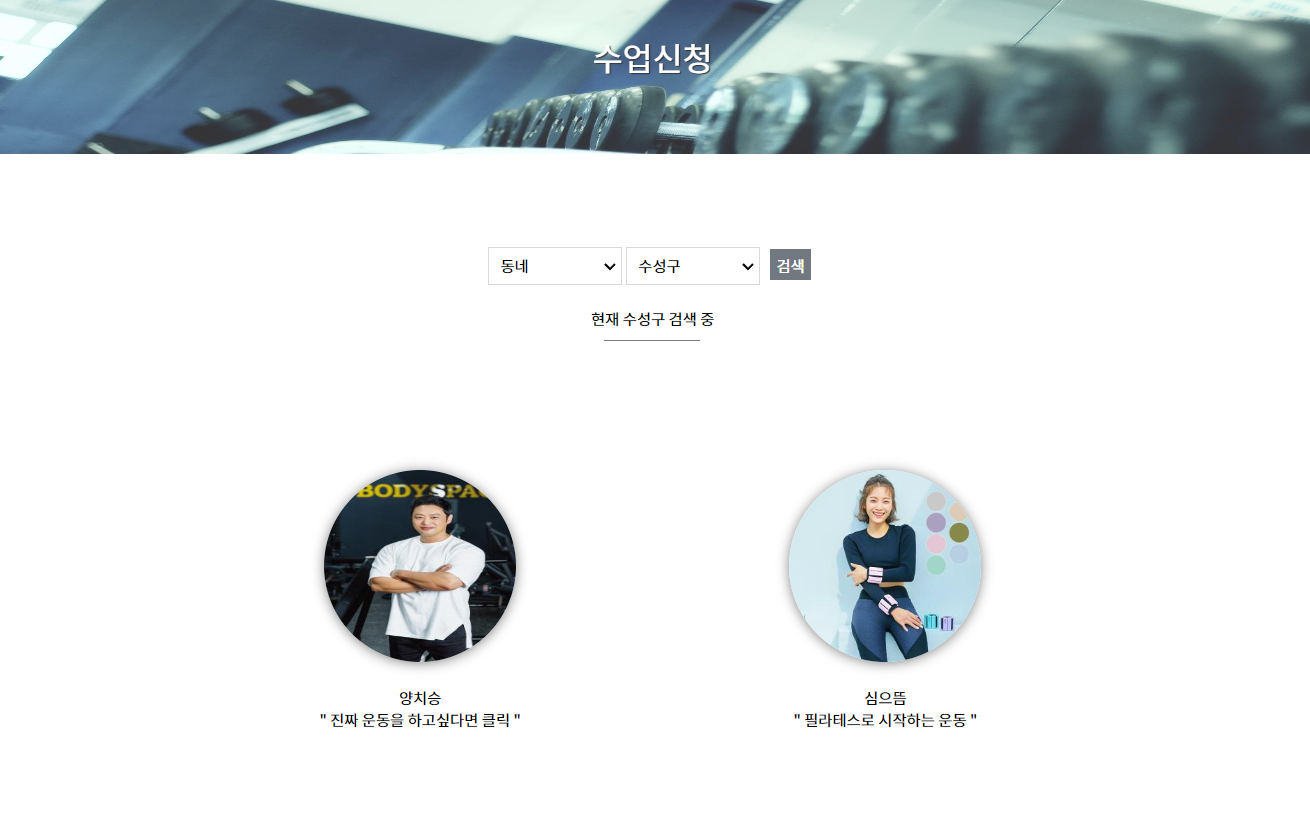 수업신청
동네 수성구 검색
현재 수성구 검색 중
BODYSPAC
양치승
" 진짜 운동을 하고싶다면 클릭 "
심으뜸
" 필라테스로 시작하는 운동 "